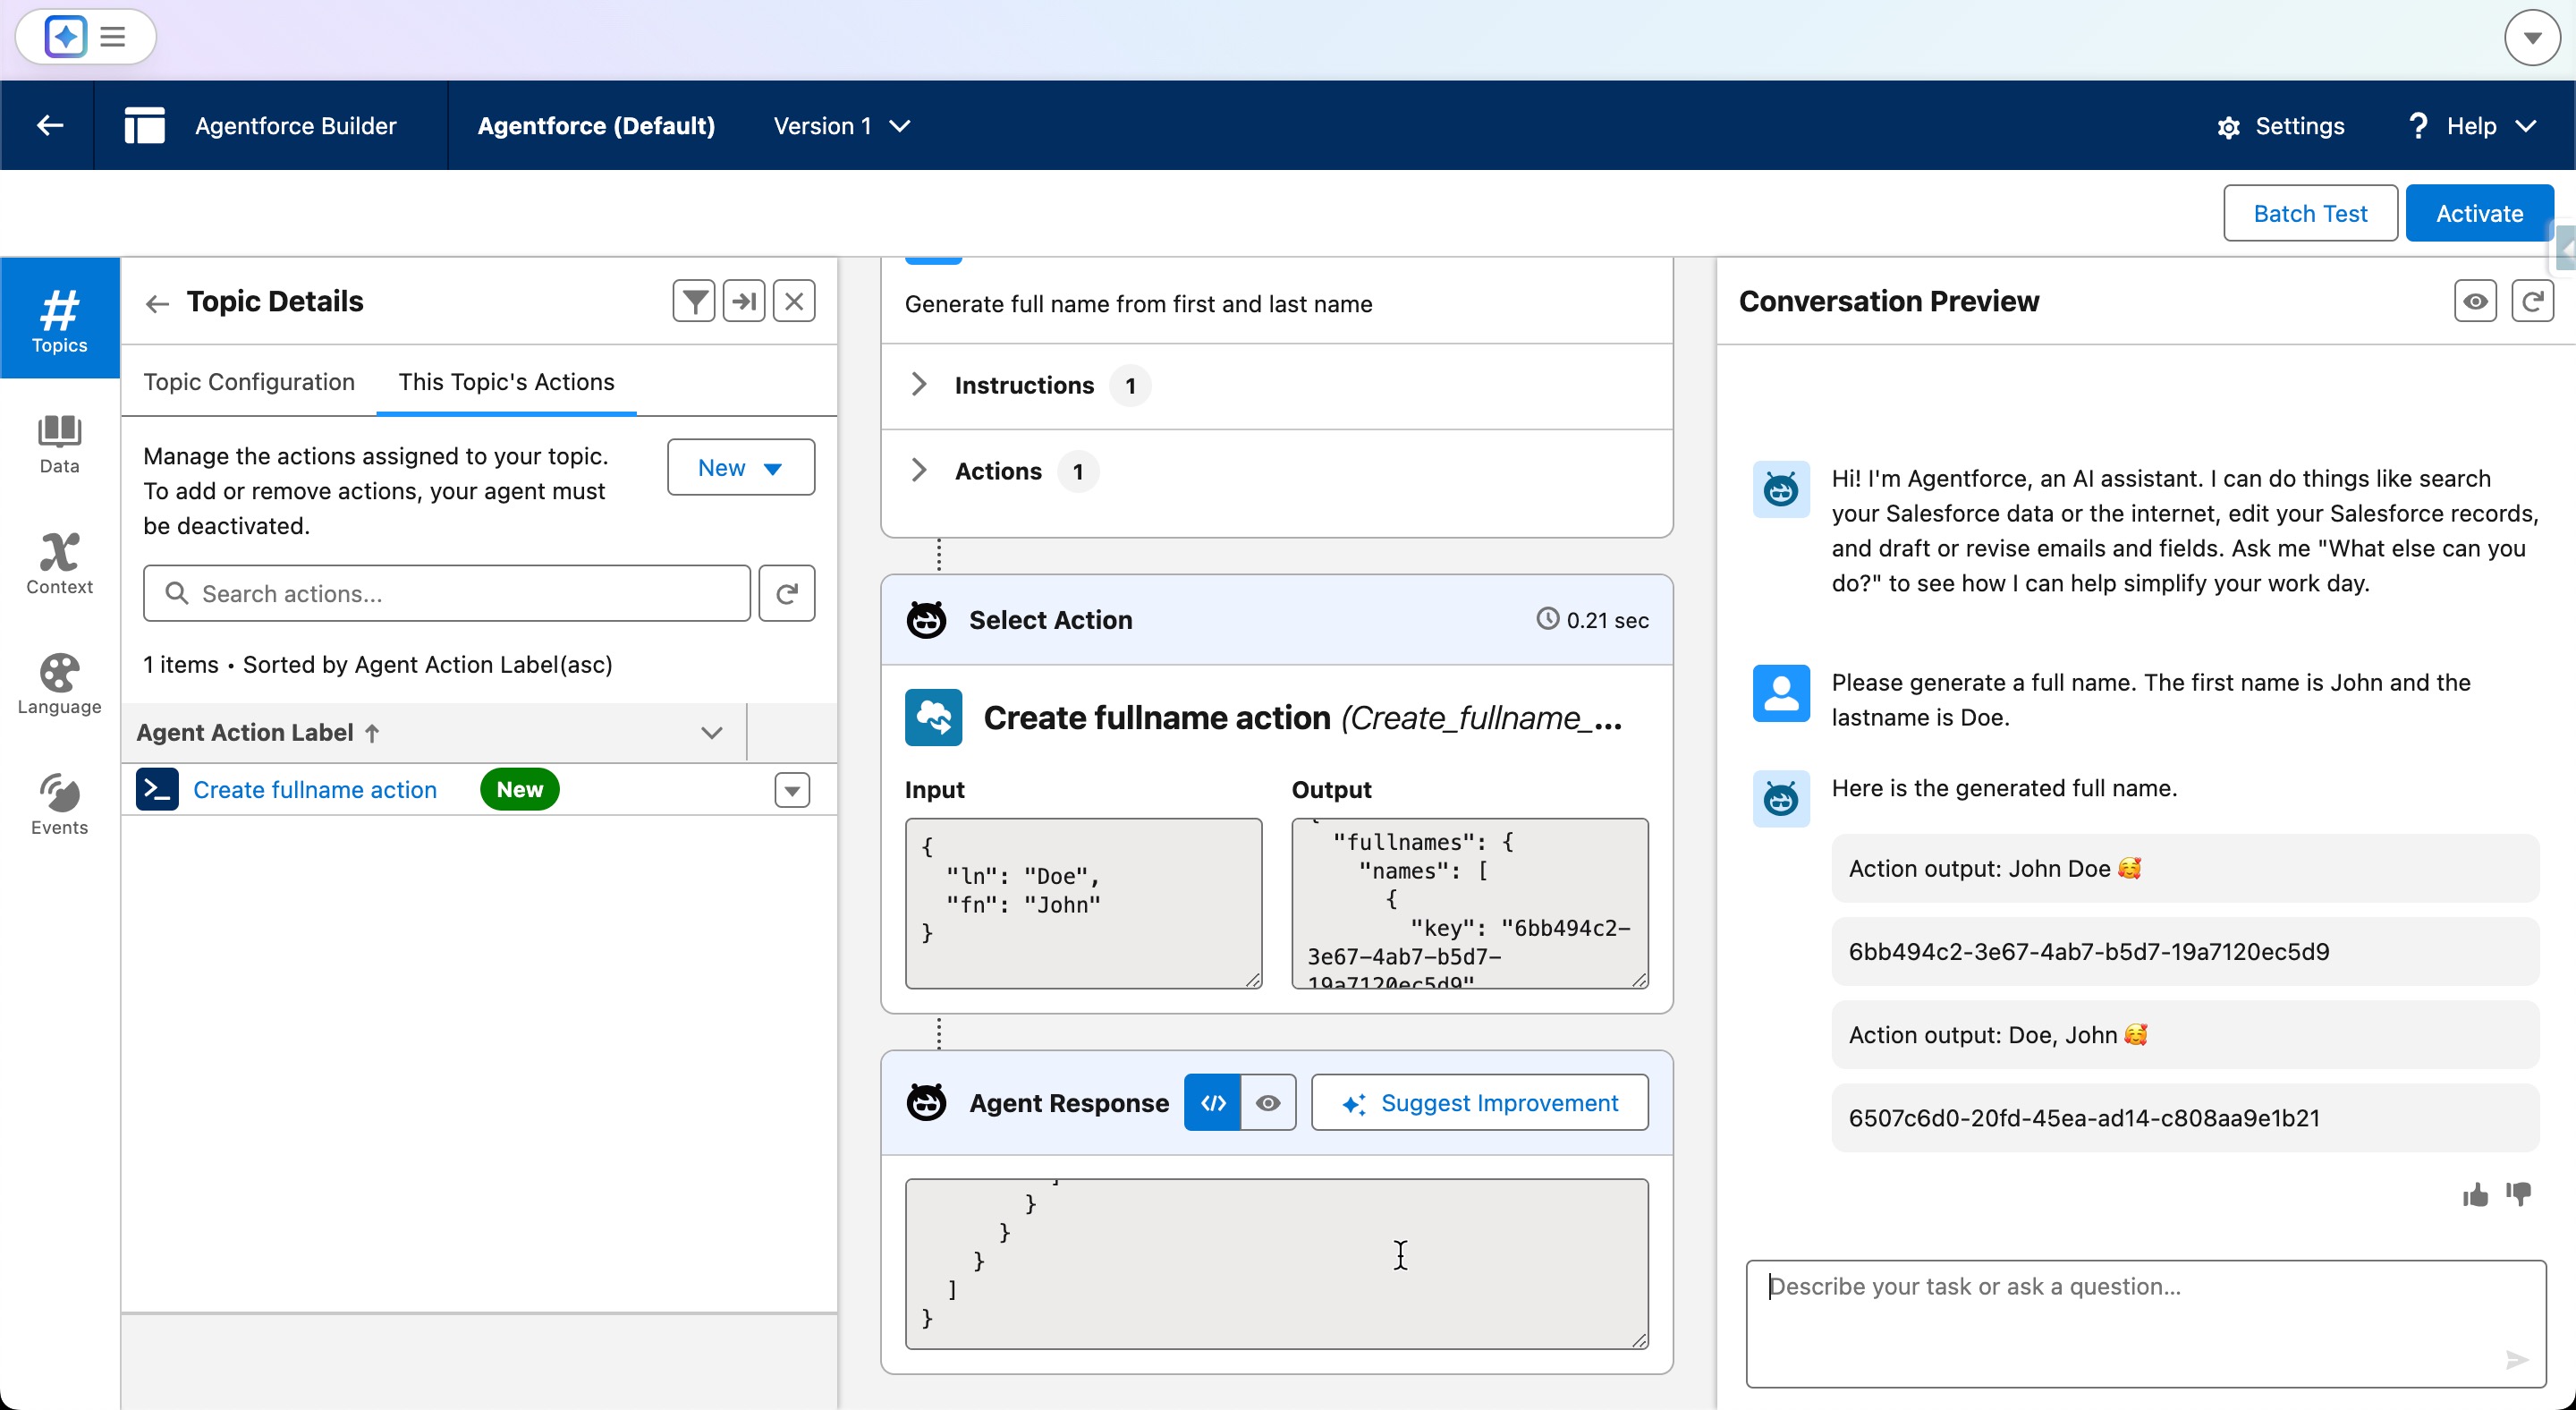 Agentforce Builder
Agentforce (Default)
Version 1
Settings
? Help
Batch Test
Activate
# Topics
Data
Context
Language
Events
Topic Details
Topic Configuration
This Topic's Actions
Manage the actions assigned to your topic.
To add or remove actions, your agent must
be deactivated.
New
Search actions...
1 items • Sorted by Agent Action Label(asc)
Agent Action Label ↑
Create fullname action
New
Generate full name from first and last name
Instructions 1
Actions 1
Select Action
0.21 sec
Create fullname action (Create_fullname_...
Input
{
"ln": "Doe",
"fn": "John"
}
Output
"fullnames": {
"names": [
{
"key": "6bb494c2-
3e67-4ab7-b5d7-
19a7120ec5d9"
Agent Response
</>
Suggest Improvement
]
}
}
}
]
}
Conversation Preview
Hi! I'm Agentforce, an AI assistant. I can do things like search
your Salesforce data or the internet, edit your Salesforce records,
and draft or revise emails and fields. Ask me "What else can you
do?" to see how I can help simplify your work day.
Please generate a full name. The first name is John and the
lastname is Doe.
Here is the generated full name.
Action output: John Doe 🥰
6bb494c2-3e67-4ab7-b5d7-19a7120ec5d9
Action output: Doe, John 🥰
6507c6d0-20fd-45ea-ad14-c808aa9e1b21
Describe your task or ask a question...